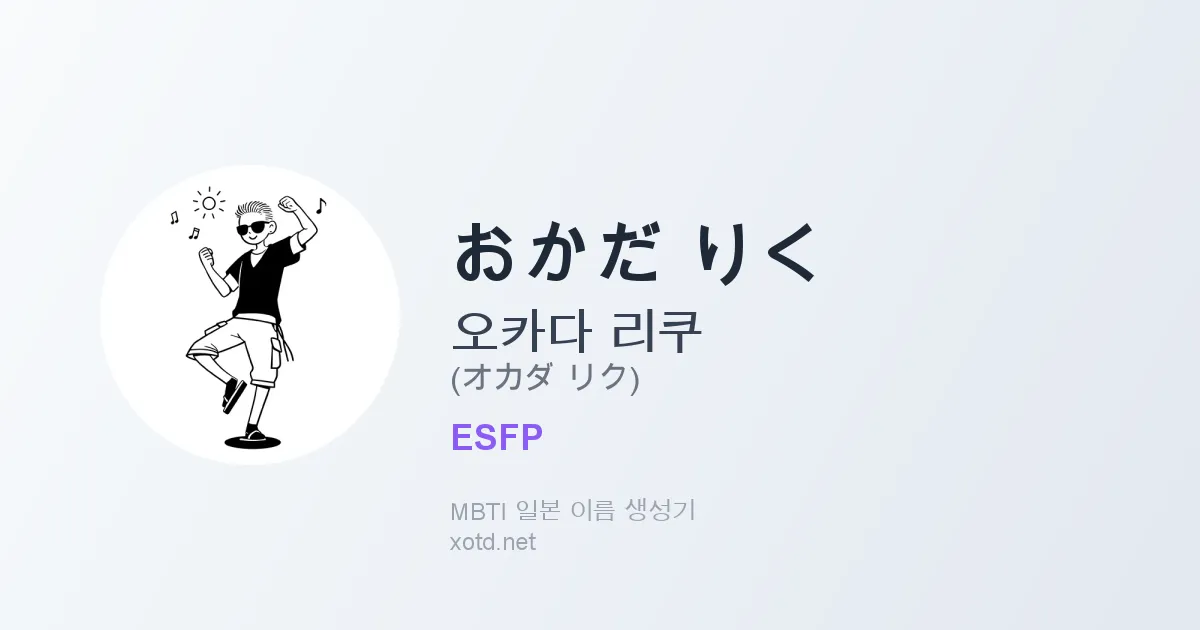 おかだ りく
오카다 리쿠
(オカダ リク)
ESFP
MBTI 일본 이름 생성기
xotd.net